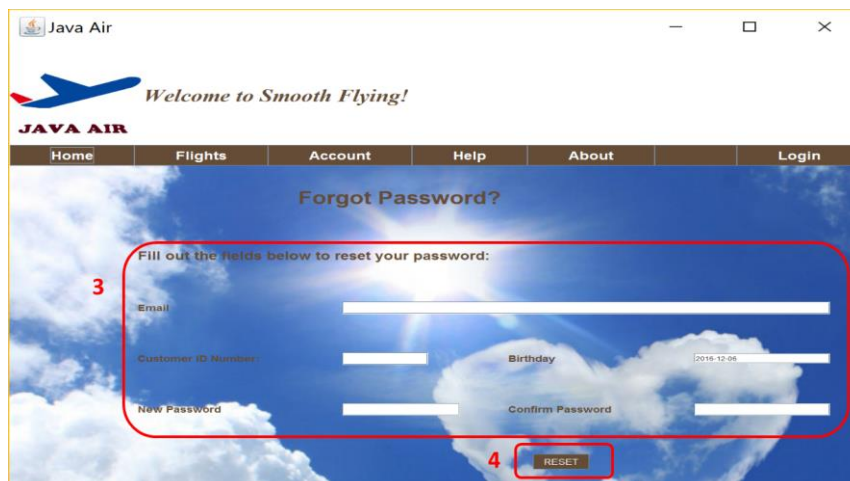 Java Air
Welcome to Smooth Flying!
JAVA AIR
Home Flights Account Help About Login
Forgot Password?
Fill out the fields below to reset your password:
3
Email
Customer ID Number
Birthday 2016-12-06
New Password
Confirm Password
4
RESET